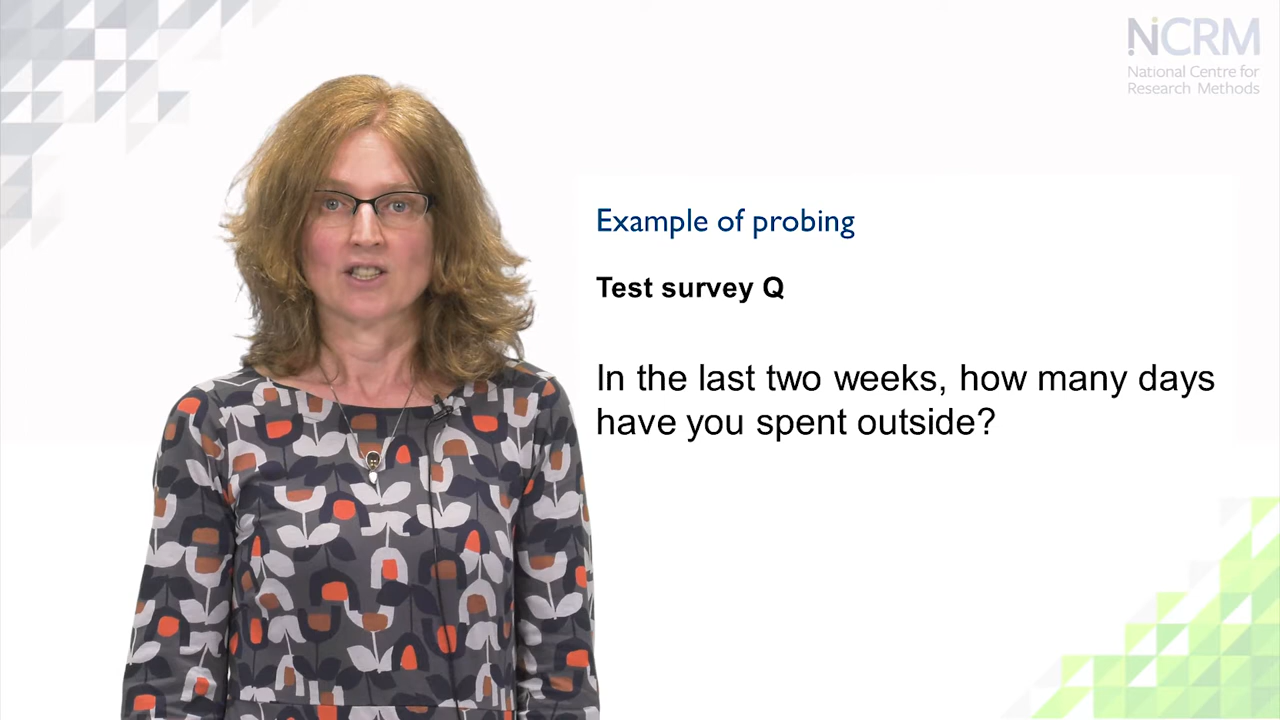 NCRM
National Centre for
Research Methods
Example of probing
Test survey Q
In the last two weeks, how many days
have you spent outside?